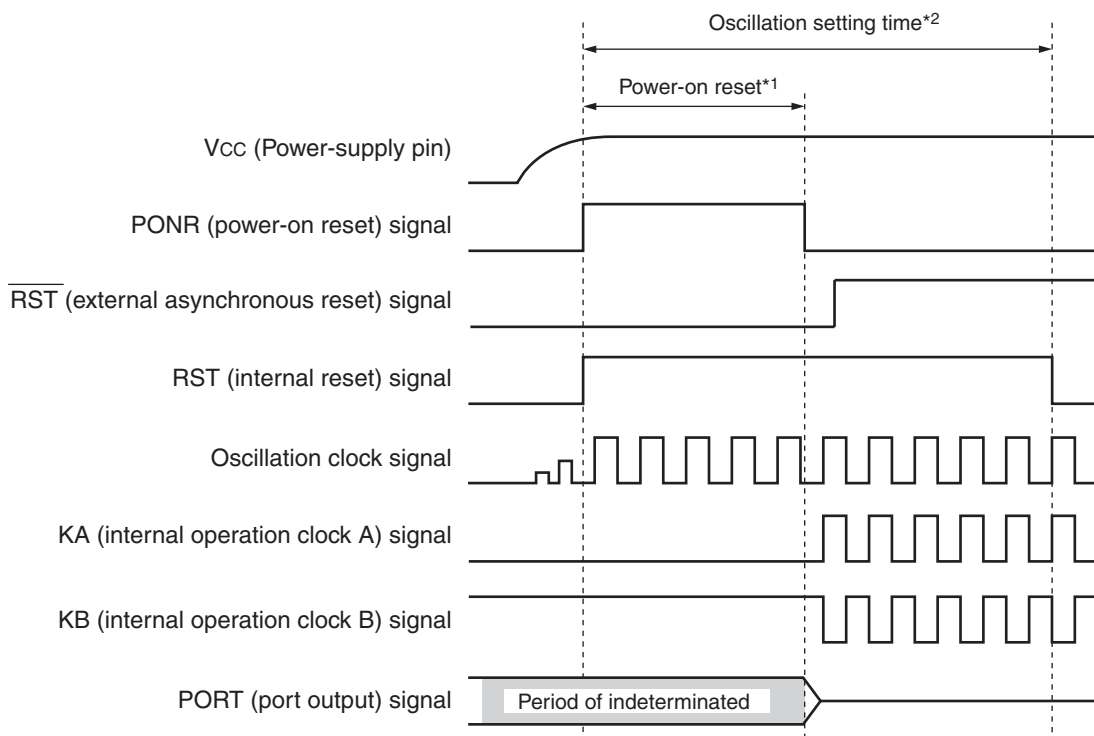 Oscillation setting time*2
Power-on reset*1
Vcc (Power-supply pin)
PONR (power-on reset) signal
RST (external asynchronous reset) signal
RST (internal reset) signal
Oscillation clock signal
KA (internal operation clock A) signal
KB (internal operation clock B) signal
PORT (port output) signal
Period of indeterminated